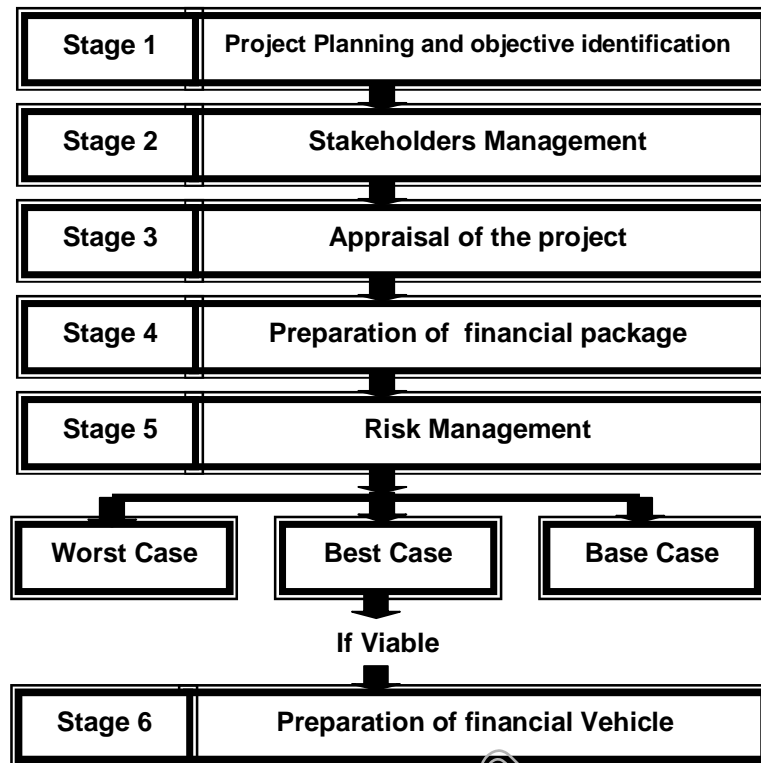 Stage 1 Project Planning and objective identification
Stage 2 Stakeholders Management
Stage 3 Appraisal of the project
Stage 4 Preparation of financial package
Stage 5 Risk Management
Worst Case Best Case Base Case
If Viable
Stage 6 Preparation of financial Vehicle